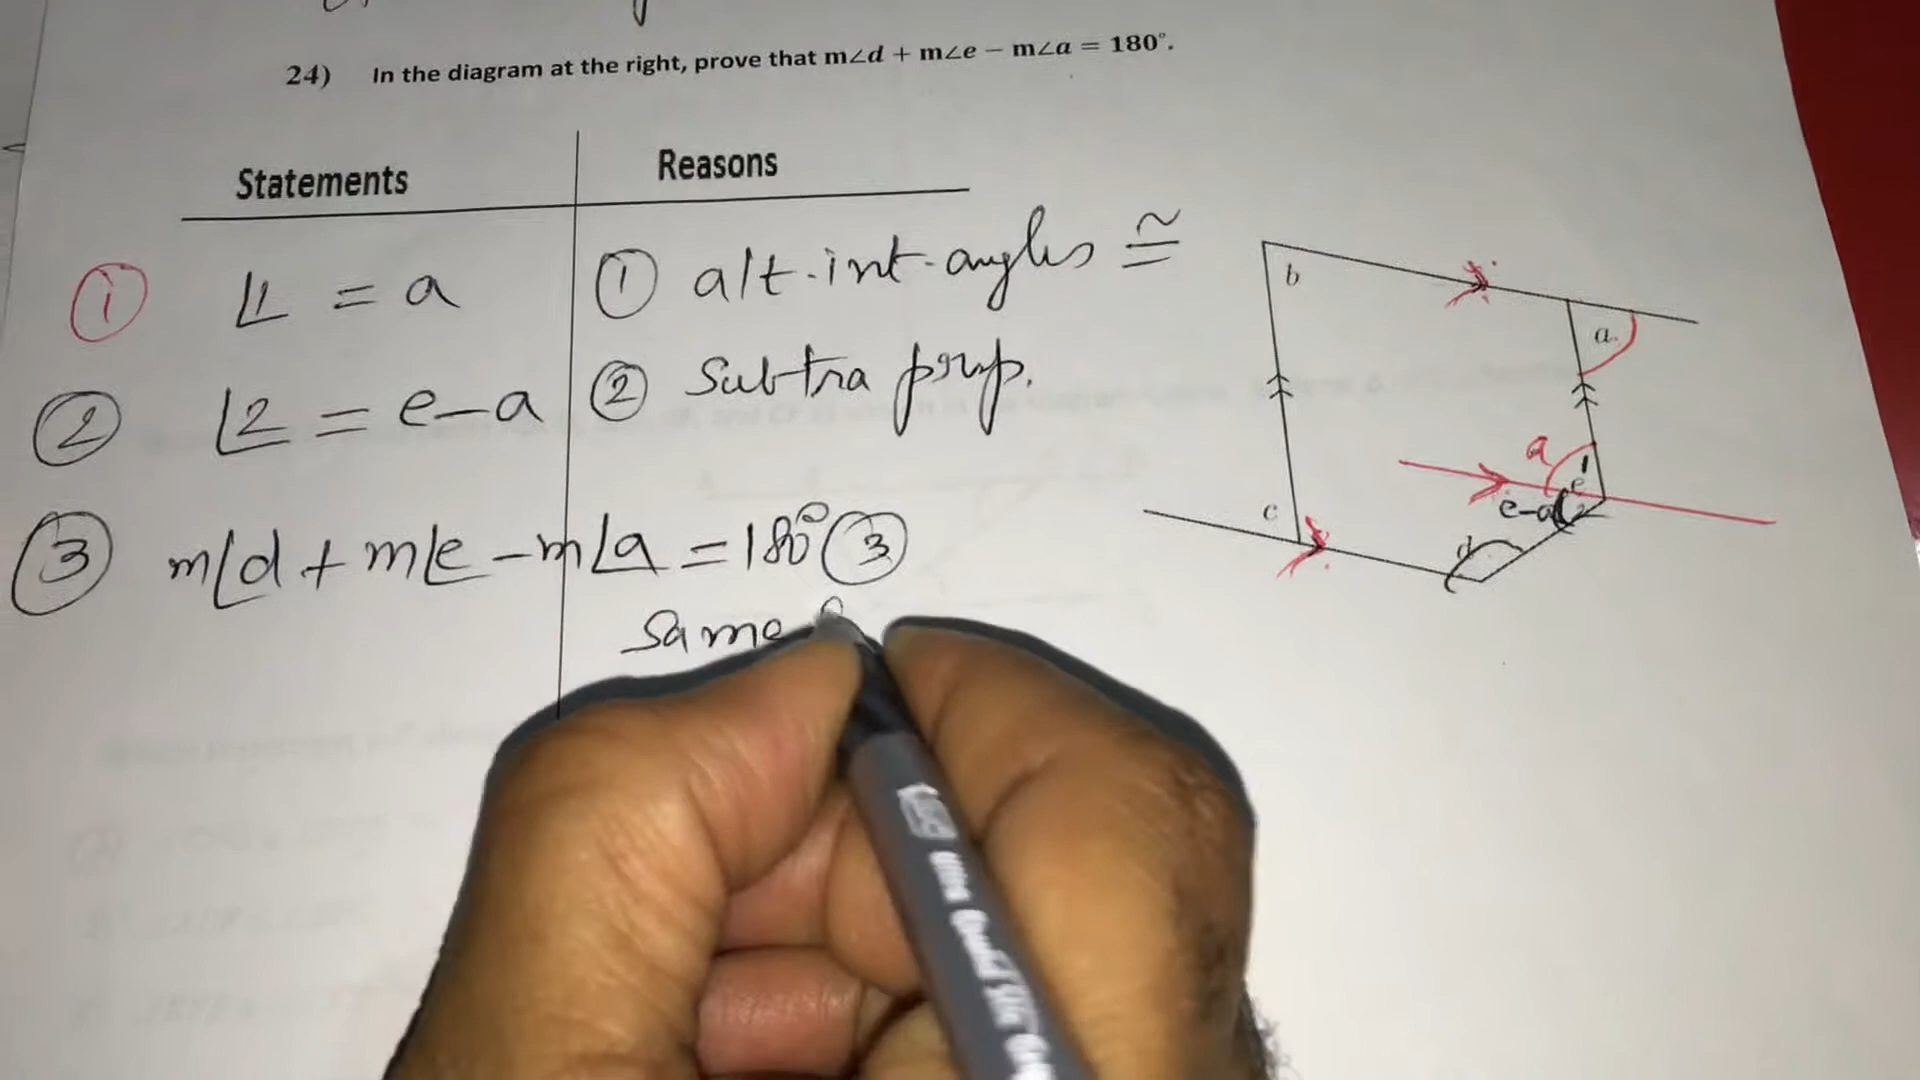 24) In the diagram at the right, prove that m∠d + m∠e − m∠a = 180°.
Statements
Reasons
① ∠1 = a
① alt. int. angles ≅
② ∠2 = e-a
② Subtra prop.
③ m∠d + m∠e - m∠a = 180°
③
Same
b
a
c
d
e
a
1
e-a
2